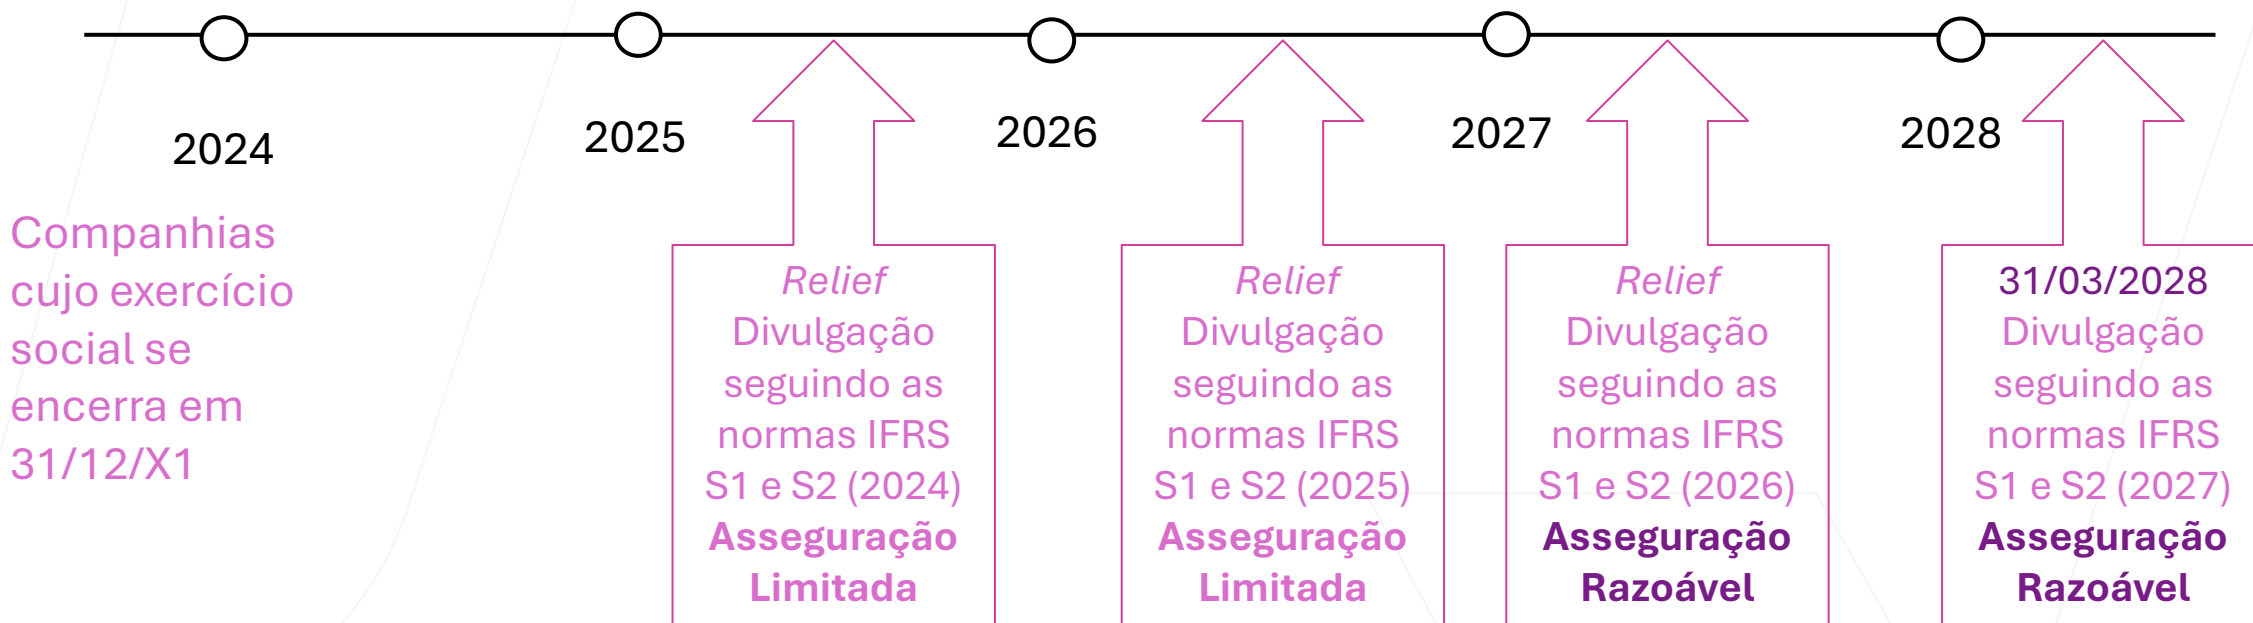 2024
2025
2026
2027
2028
Companhias
cujo exercício
social se
encerra em
31/12/X1
Relief
Divulgação
seguindo as
normas IFRS
S1 e S2 (2024)
Asseguração
Limitada
Relief
Divulgação
seguindo as
normas IFRS
S1 e S2 (2025)
Asseguração
Limitada
Relief
Divulgação
seguindo as
normas IFRS
S1 e S2 (2026)
Asseguração
Razoável
31/03/2028
Divulgação
seguindo as
normas IFRS
S1 e S2 (2027)
Asseguração
Razoável